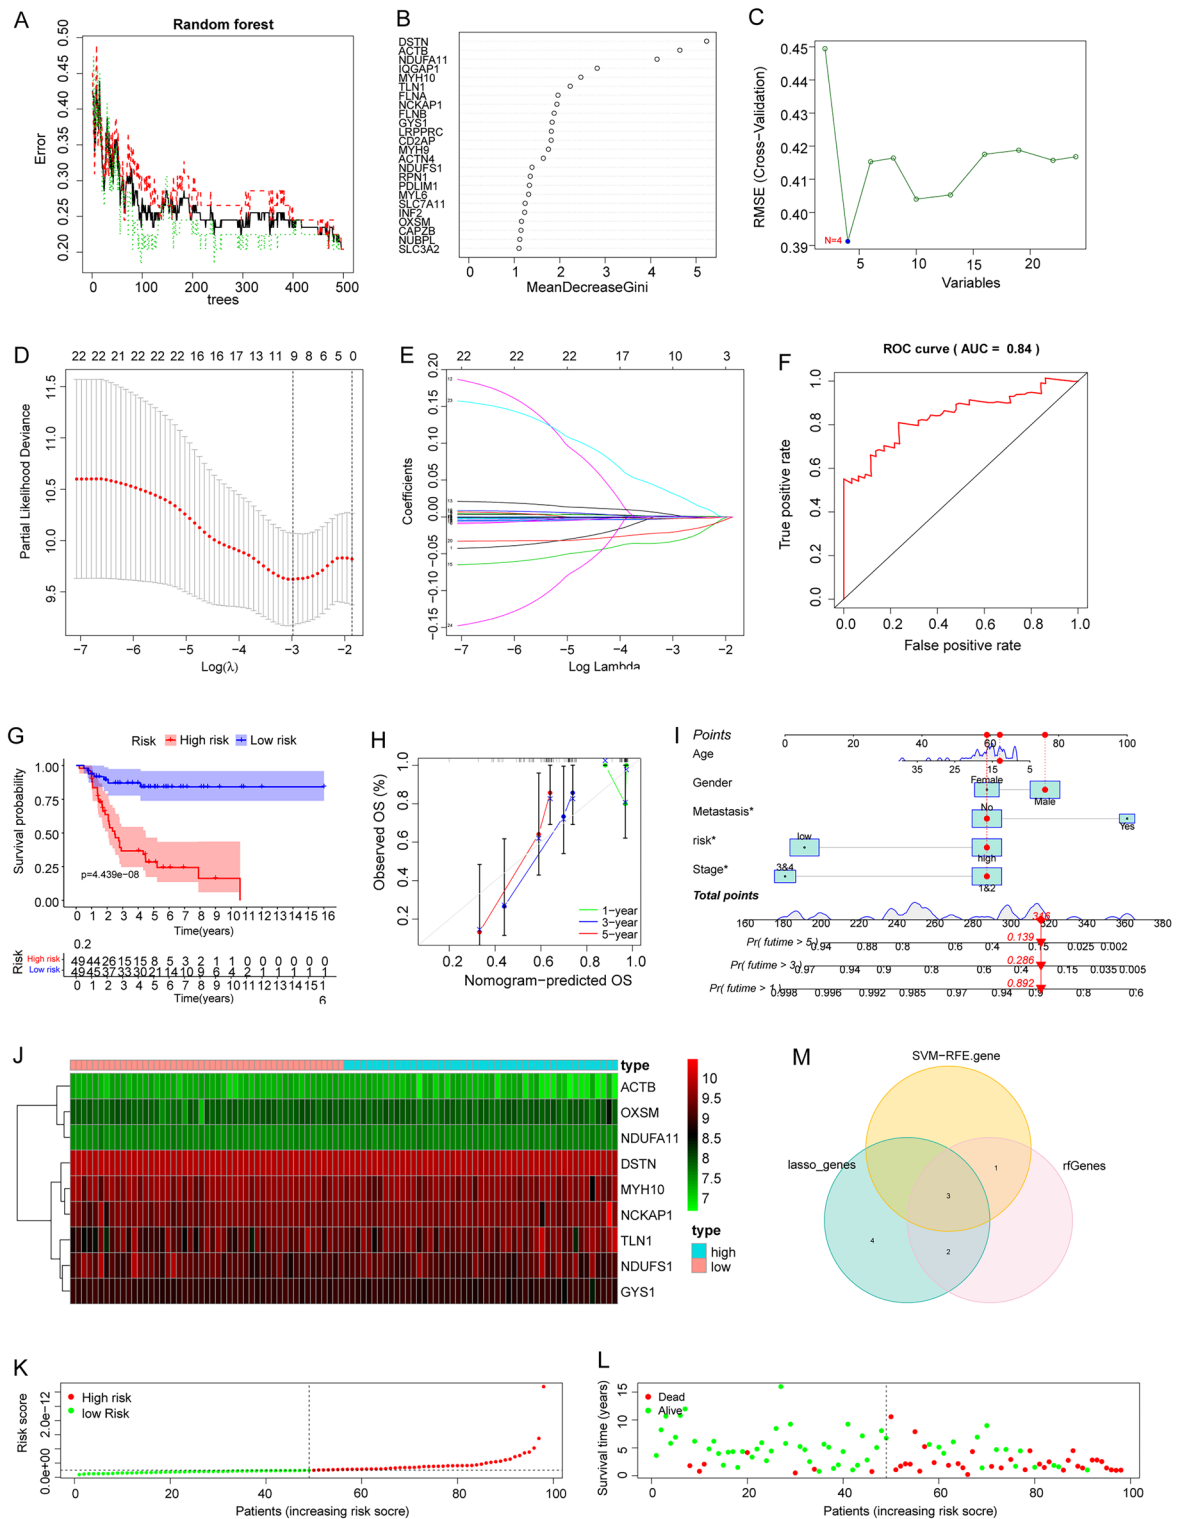 A
Random forest
Error
0.50
0.45
0.40
0.35
0.30
0.25
0.20
0 100 200 300 400 500
trees
B
DSTN
ACTB
NDUFA11
IQGAP1
MYH10
TLN1
FLNA
NCKAP1
FLNB
GYS1
LRPPRC
CD2AP
MYH9
ACTN4
NDUFS1
RPN1
PDLIM1
MYL6
SLC7A11
INF2
OXSM
CAPZB
NUBPL
SLC3A2
0 1 2 3 4 5
MeanDecreaseGini
C
RMSE (Cross-Validation)
0.45
0.44
0.43
0.42
0.41
0.40
0.39
N=4
5 10 15 20
Variables
D
22 22 21 22 22 22 16 16 17 13 11 9 8 6 5 0
Partial Likelihood Deviance
11.5
11.0
10.5
10.0
9.5
-7 -6 -5 -4 -3 -2
Log(λ)
E
22 22 22 17 10 3
Coefficients
0.20
0.15
0.10
0.05
0.00
-0.05
-0.10
-0.15
12
23
13
20
1
15
24
-7 -6 -5 -4 -3 -2
Log Lambda
F
ROC curve ( AUC = 0.84 )
True positive rate
1.0
0.8
0.6
0.4
0.2
0.0
0.0 0.2 0.4 0.6 0.8 1.0
False positive rate
G
Risk High risk Low risk
Survival probability
1.00
0.75
0.50
0.25
0.00
p=4.439e-08
0 1 2 3 4 5 6 7 8 9 10 11 12 13 14 15 16
Time(years)
0.2
Risk
High risk 49 26 15 15 8 5 3 2 1 1 0 0 0 0 0 0
Low risk 49 45 37 33 30 21 14 10 9 6 4 2 1 1 1 1
0 1 2 3 4 5 6 7 8 9 10 11 12 13 14 15 1
6
Time(years)
H
Observed OS (%)
1.0
0.8
0.6
0.4
0.2
1-year
3-year
5-year
0.2 0.4 0.6 0.8 1.0
Nomogram-predicted OS
I
Points
0 20 40 60 80 100
Age
35 25 15 5
Gender
Female
Male
Metastasis*
No
Yes
risk*
low
high
Stage*
3&4
1&2
Total points
316
160 180 200 220 240 260 280 300 320 340 360 380
Pr( futime > 5 )
0.139
0.94 0.88 0.8 0.6 0.4 0.15 0.025 0.002
Pr( futime > 3 )
0.286
0.97 0.94 0.9 0.8 0.6 0.4 0.15 0.035 0.005
Pr( futime > 1 )
0.892
0.998 0.996 0.992 0.985 0.97 0.94 0.9 0.8 0.6
J
type
ACTB
OXSM
NDUFA11
DSTN
MYH10
NCKAP1
TLN1
NDUFS1
GYS1
10
9.5
9
8.5
8
7.5
7
type
high
low
M
SVM-RFE.gene
lasso_genes
rfGenes
1
3
4
2
K
Risk score
2.0e-12
0.0e+00
High risk
low Risk
0 20 40 60 80 100
Patients (increasing risk socre)
L
Survival time (years)
15
10
5
0
Dead
Alive
0 20 40 60 80 100
Patients (increasing risk socre)